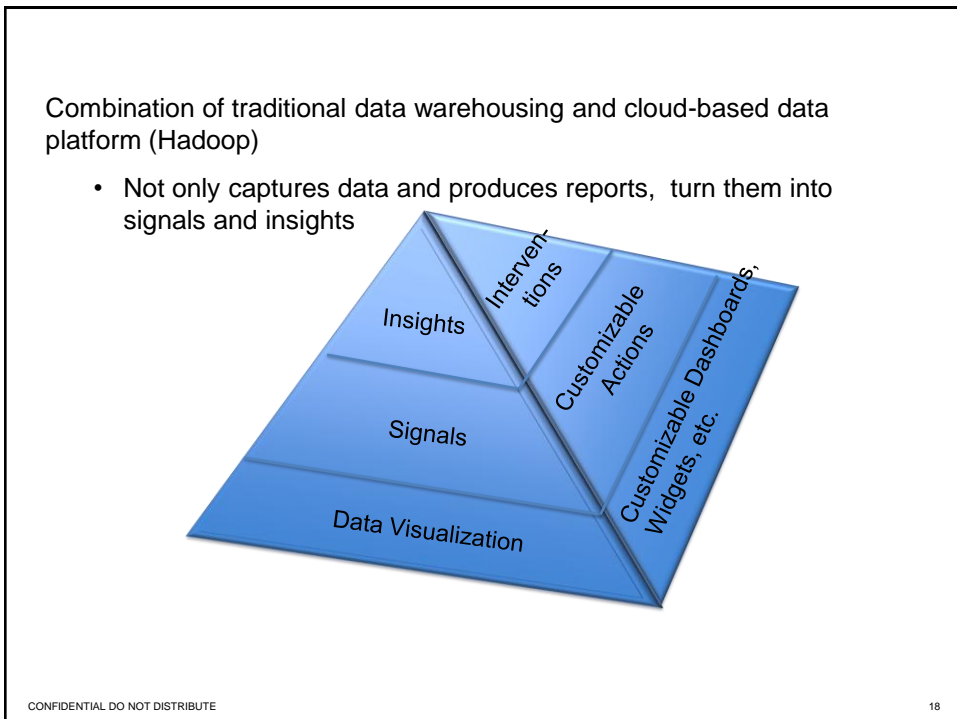 Combination of traditional data warehousing and cloud-based data
platform (Hadoop)
• Not only captures data and produces reports,  turn them into
signals and insights
Interven-
tions
Insights
Customizable
Actions
Customizable Dashboards,
Widgets, etc.
Signals
Data Visualization
CONFIDENTIAL DO NOT DISTRIBUTE
18